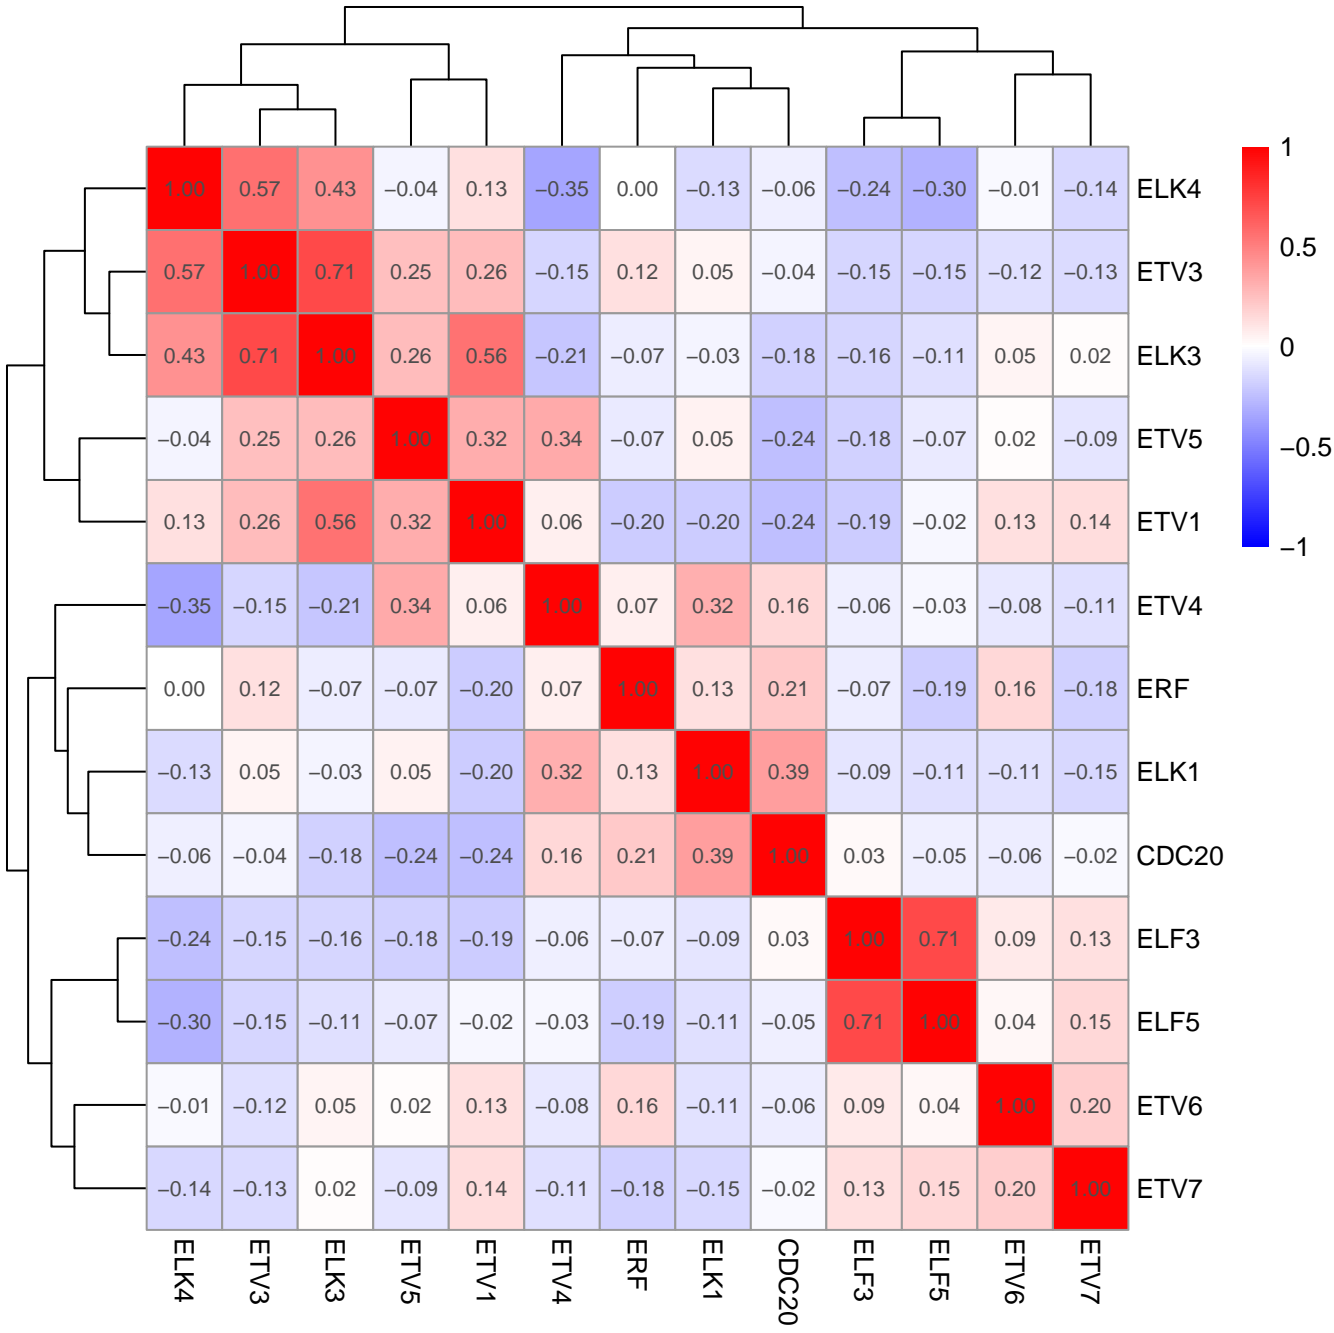 1.00 0.57 0.43 −0.04 0.13 −0.35 0.00 −0.13 −0.06 −0.24 −0.30 −0.01 −0.14 ELK4
0.57 1.00 0.71 0.25 0.26 −0.15 0.12 0.05 −0.04 −0.15 −0.15 −0.12 −0.13 ETV3
0.43 0.71 1.00 0.26 0.56 −0.21 −0.07 −0.03 −0.18 −0.16 −0.11 0.05 0.02 ELK3
−0.04 0.25 0.26 1.00 0.32 0.34 −0.07 0.05 −0.24 −0.18 −0.07 0.02 −0.09 ETV5
0.13 0.26 0.56 0.32 1.00 0.06 −0.20 −0.20 −0.24 −0.19 −0.02 0.13 0.14 ETV1
−0.35 −0.15 −0.21 0.34 0.06 1.00 0.07 0.32 0.16 −0.06 −0.03 −0.08 −0.11 ETV4
0.00 0.12 −0.07 −0.07 −0.20 0.07 1.00 0.13 0.21 −0.07 −0.19 0.16 −0.18 ERF
−0.13 0.05 −0.03 0.05 −0.20 0.32 0.13 1.00 0.39 −0.09 −0.11 −0.11 −0.15 ELK1
−0.06 −0.04 −0.18 −0.24 −0.24 0.16 0.21 0.39 1.00 0.03 −0.05 −0.06 −0.02 CDC20
−0.24 −0.15 −0.16 −0.18 −0.19 −0.06 −0.07 −0.09 0.03 1.00 0.71 0.09 0.13 ELF3
−0.30 −0.15 −0.11 −0.07 −0.02 −0.03 −0.19 −0.11 −0.05 0.71 1.00 0.04 0.15 ELF5
−0.01 −0.12 0.05 0.02 0.13 −0.08 0.16 −0.11 −0.06 0.09 0.04 1.00 0.20 ETV6
−0.14 −0.13 0.02 −0.09 0.14 −0.11 −0.18 −0.15 −0.02 0.13 0.15 0.20 1.00 ETV7
ELK4 ETV3 ELK3 ETV5 ETV1 ETV4 ERF ELK1 CDC20 ELF3 ELF5 ETV6 ETV7
1
0.5
0
−0.5
−1